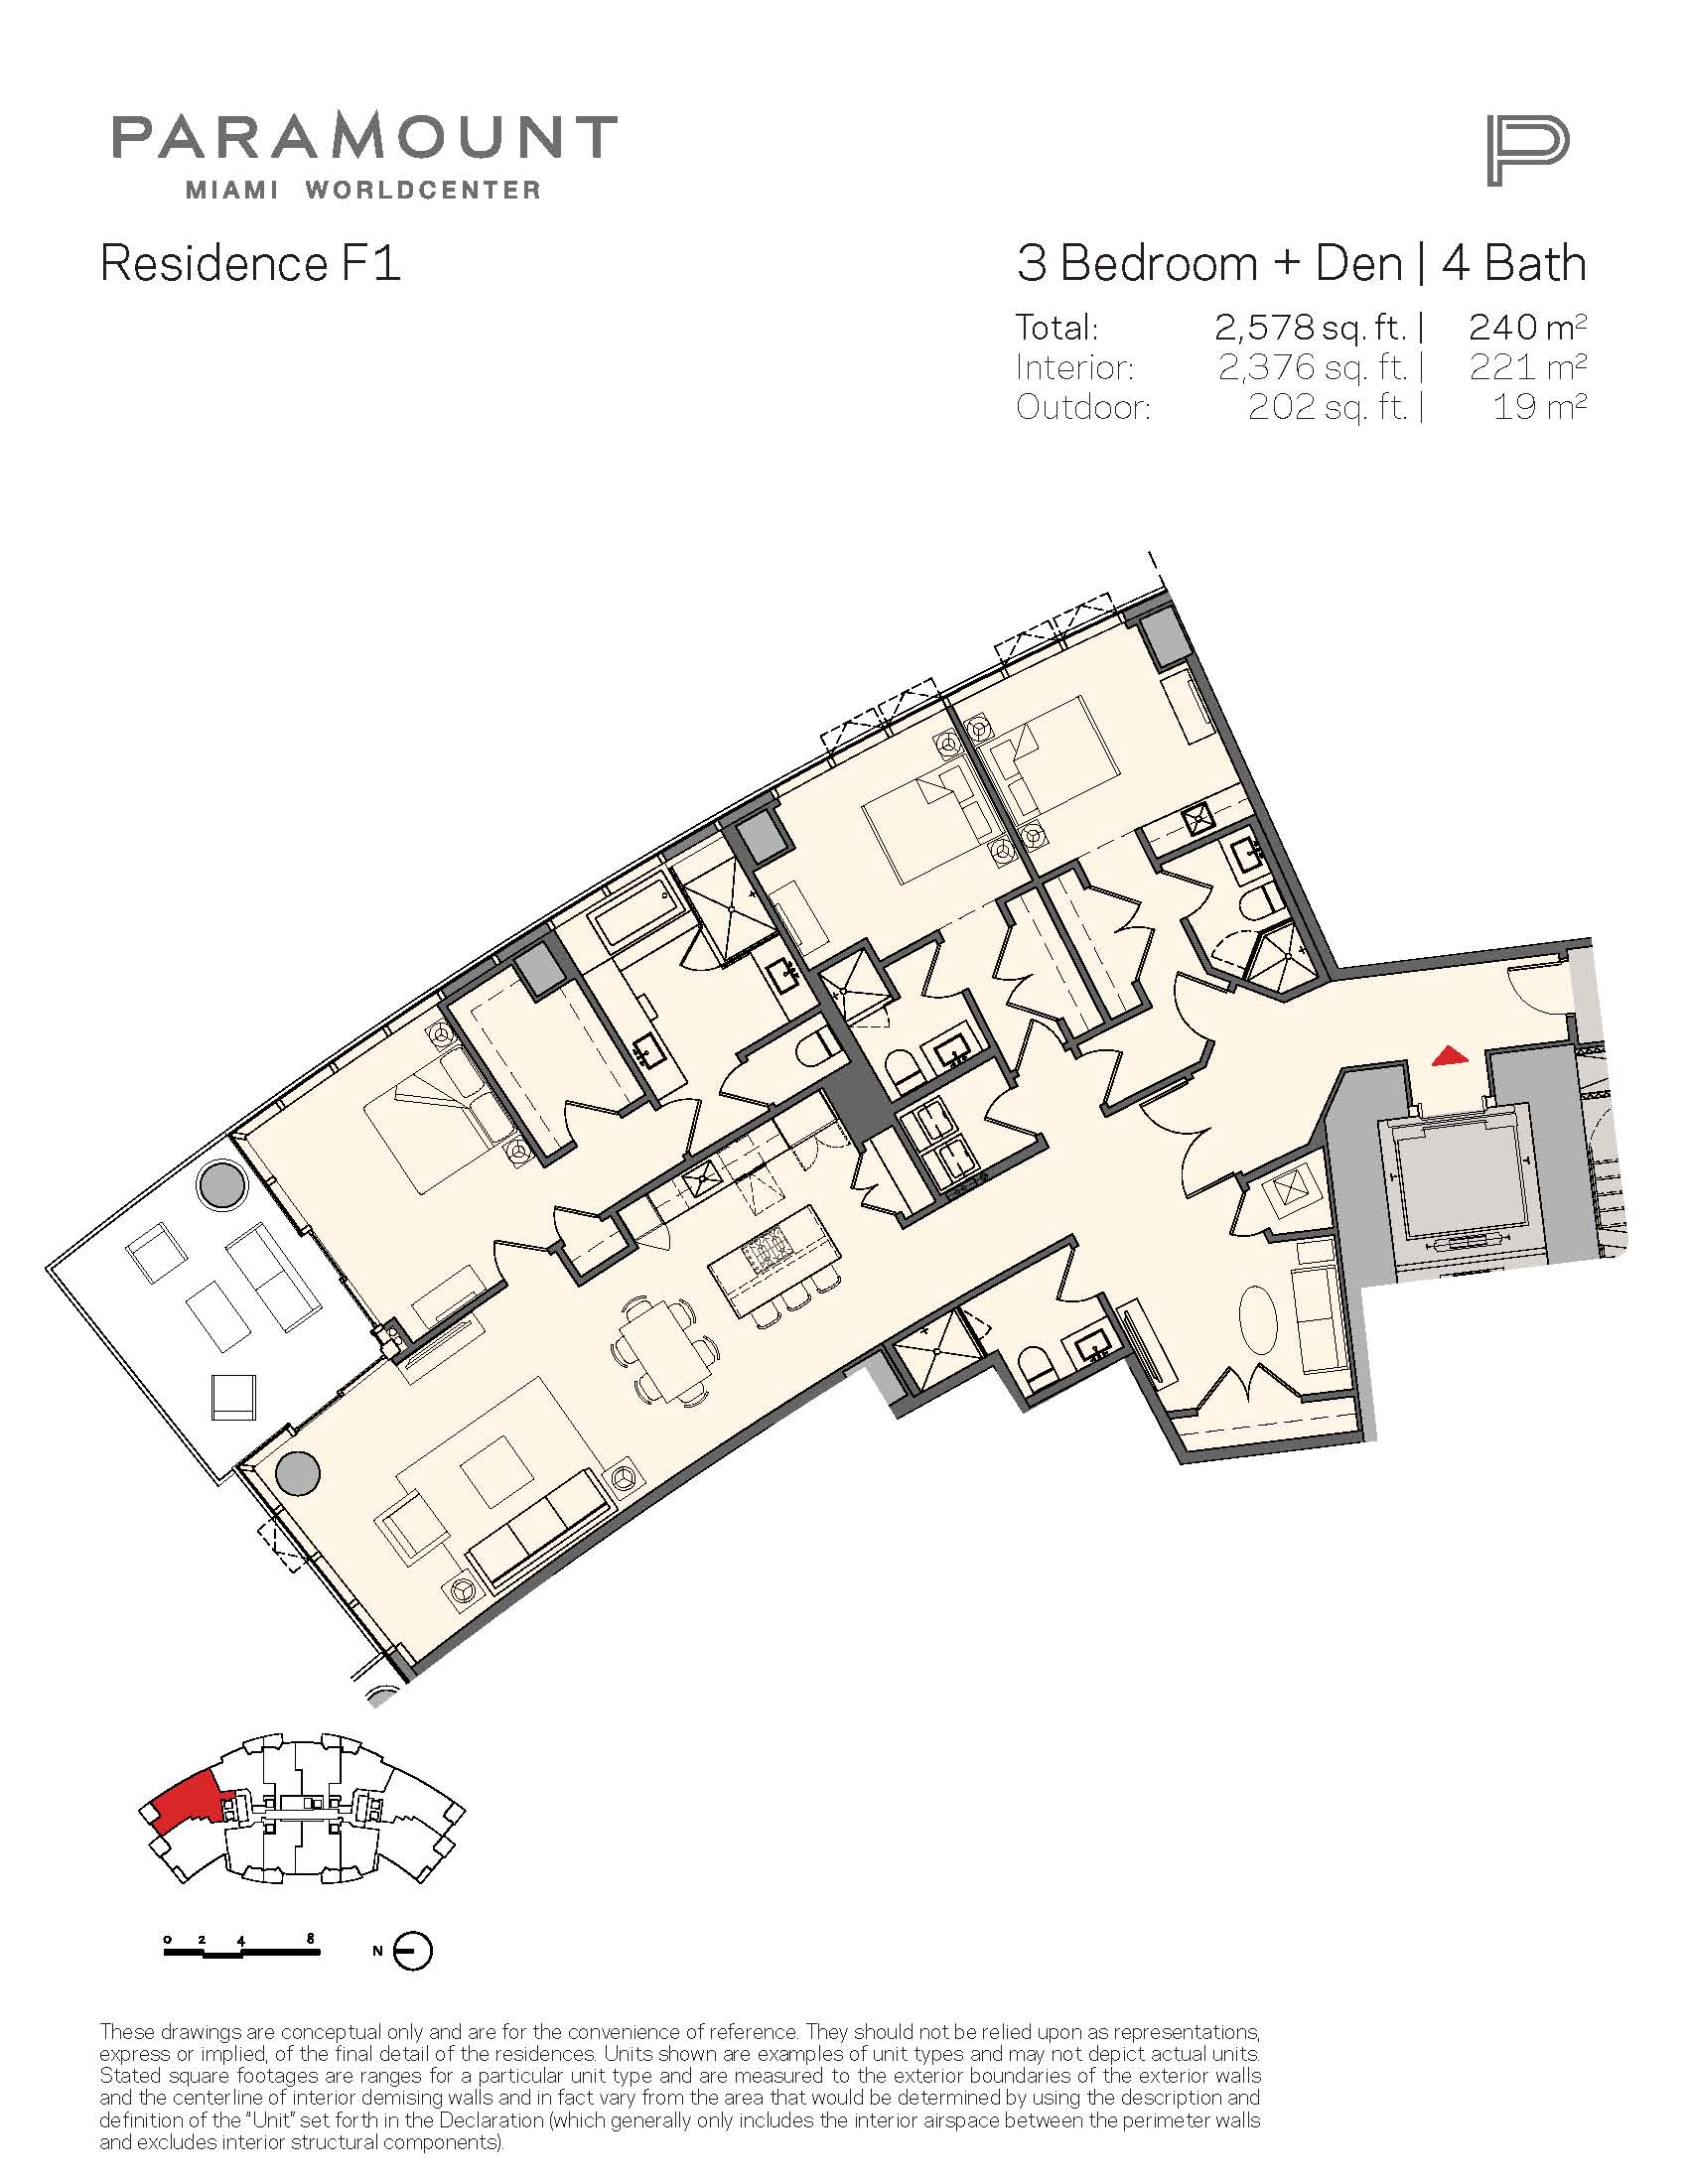 PARAMOUNT
MIAMI WORLDCENTER
P
Residence F1
3 Bedroom + Den | 4 Bath
Total: 2,578 sq. ft. | 240 m²
Interior: 2,376 sq. ft. | 221 m²
Outdoor: 202 sq. ft. | 19 m²
0 2 4 8
N
These drawings are conceptual only and are for the convenience of reference. They should not be relied upon as representations,
express or implied, of the final detail of the residences. Units shown are examples of unit types and may not depict actual units.
Stated square footages are ranges for a particular unit type and are measured to the exterior boundaries of the exterior walls
and the centerline of interior demising walls and in fact vary from the area that would be determined by using the description and
definition of the "Unit" set forth in the Declaration (which generally only includes the interior airspace between the perimeter walls
and excludes interior structural components).